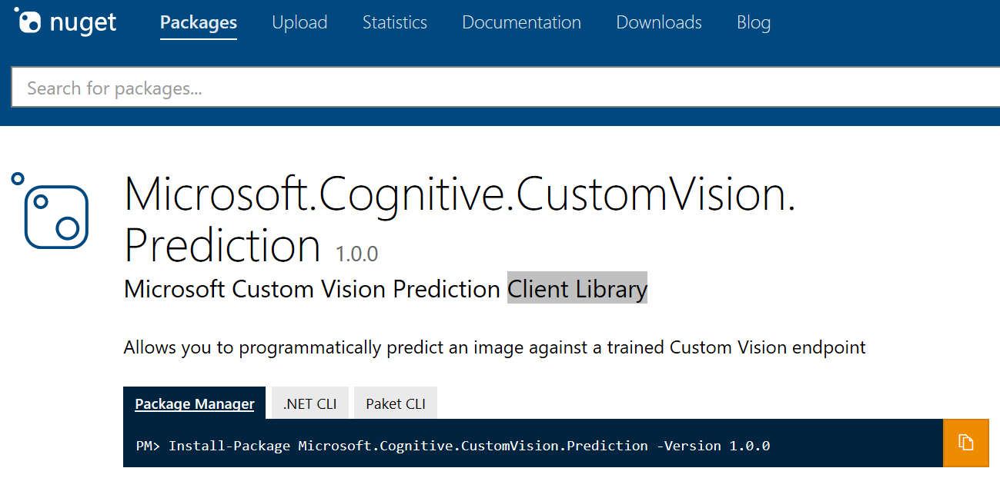 nuget
Packages Upload Statistics Documentation Downloads Blog
Search for packages...
Microsoft.Cognitive.CustomVision.
Prediction 1.0.0
Microsoft Custom Vision Prediction Client Library
Allows you to programmatically predict an image against a trained Custom Vision endpoint
Package Manager .NET CLI Paket CLI
PM> Install-Package Microsoft.Cognitive.CustomVision.Prediction -Version 1.0.0